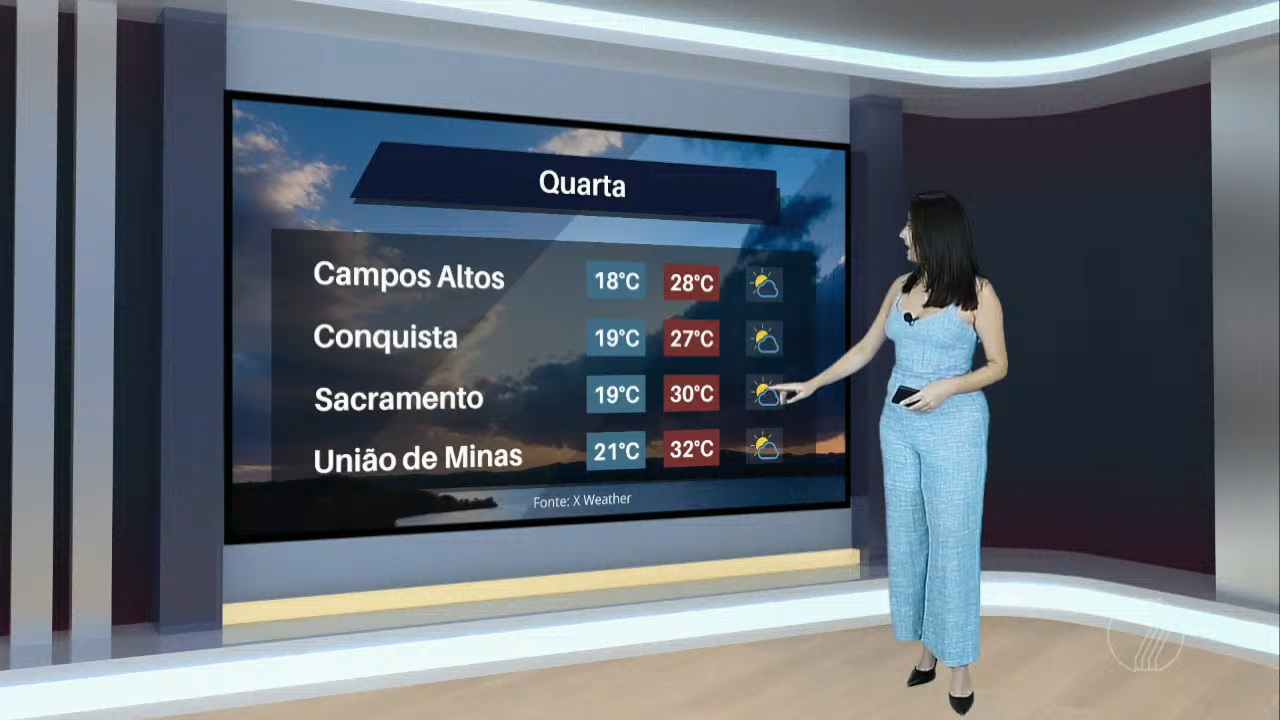 Quarta
Campos Altos 18°C 28°C
Conquista 19°C 27°C
Sacramento 19°C 30°C
União de Minas 21°C 32°C
Fonte: X Weather